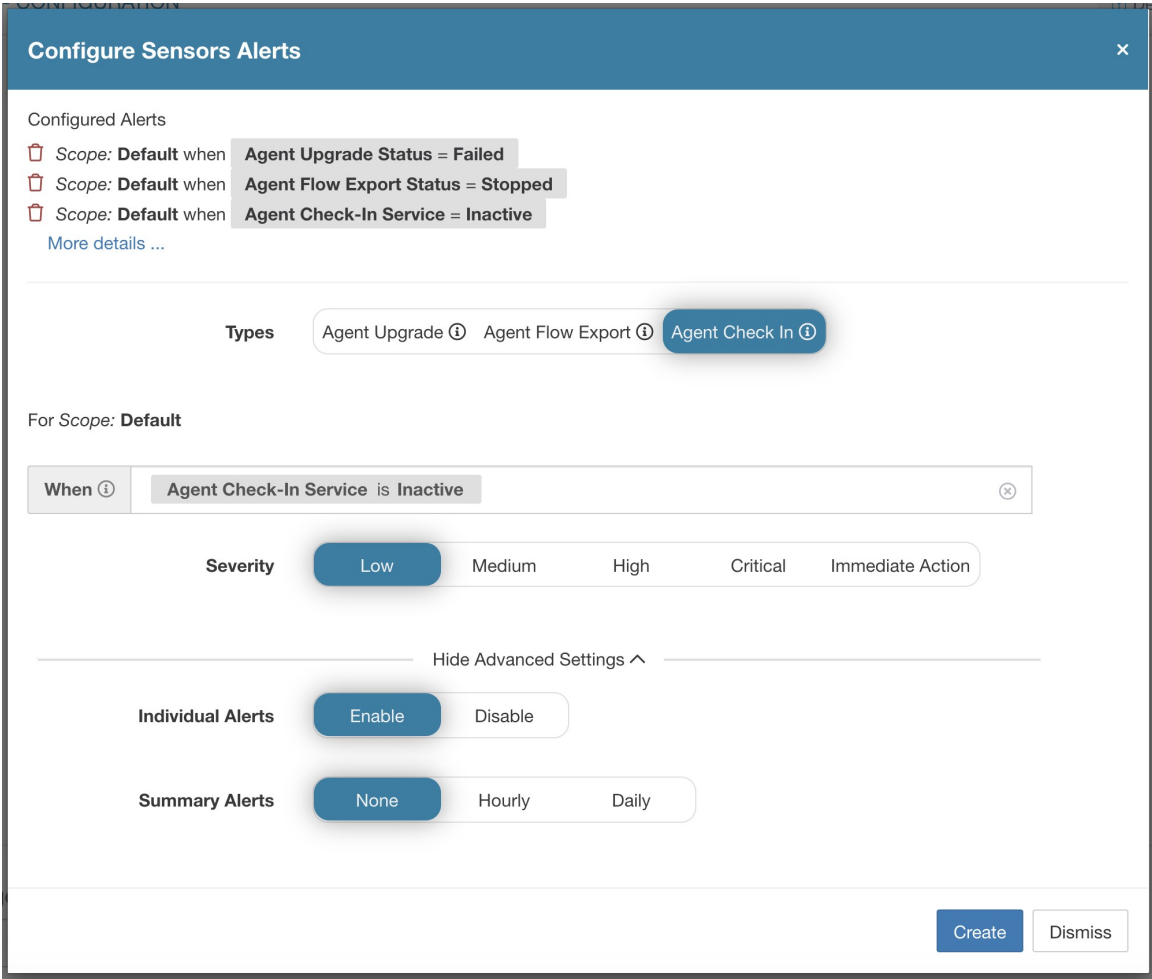 CONFIGURATION
Configure Sensors Alerts ×
Configured Alerts
Scope: Default when Agent Upgrade Status = Failed
Scope: Default when Agent Flow Export Status = Stopped
Scope: Default when Agent Check-In Service = Inactive
More details ...
Types Agent Upgrade Agent Flow Export Agent Check In
For Scope: Default
When Agent Check-In Service is Inactive
Severity Low Medium High Critical Immediate Action
Hide Advanced Settings
Individual Alerts Enable Disable
Summary Alerts None Hourly Daily
Create Dismiss